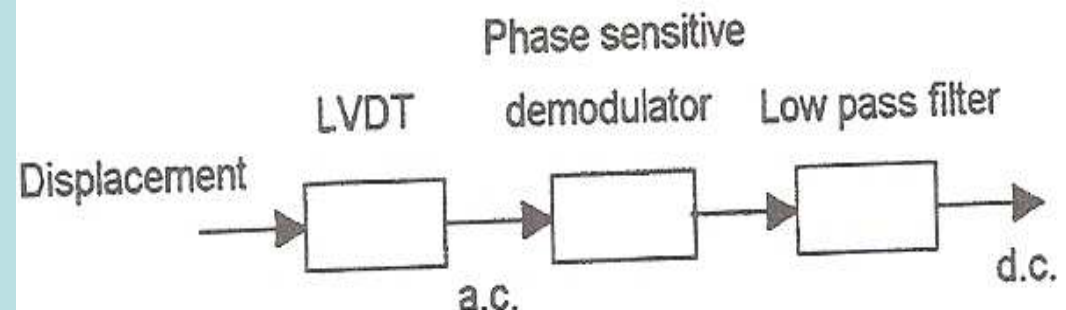 Phase sensitive
LVDT demodulator Low pass filter
Displacement
a.c. d.c.